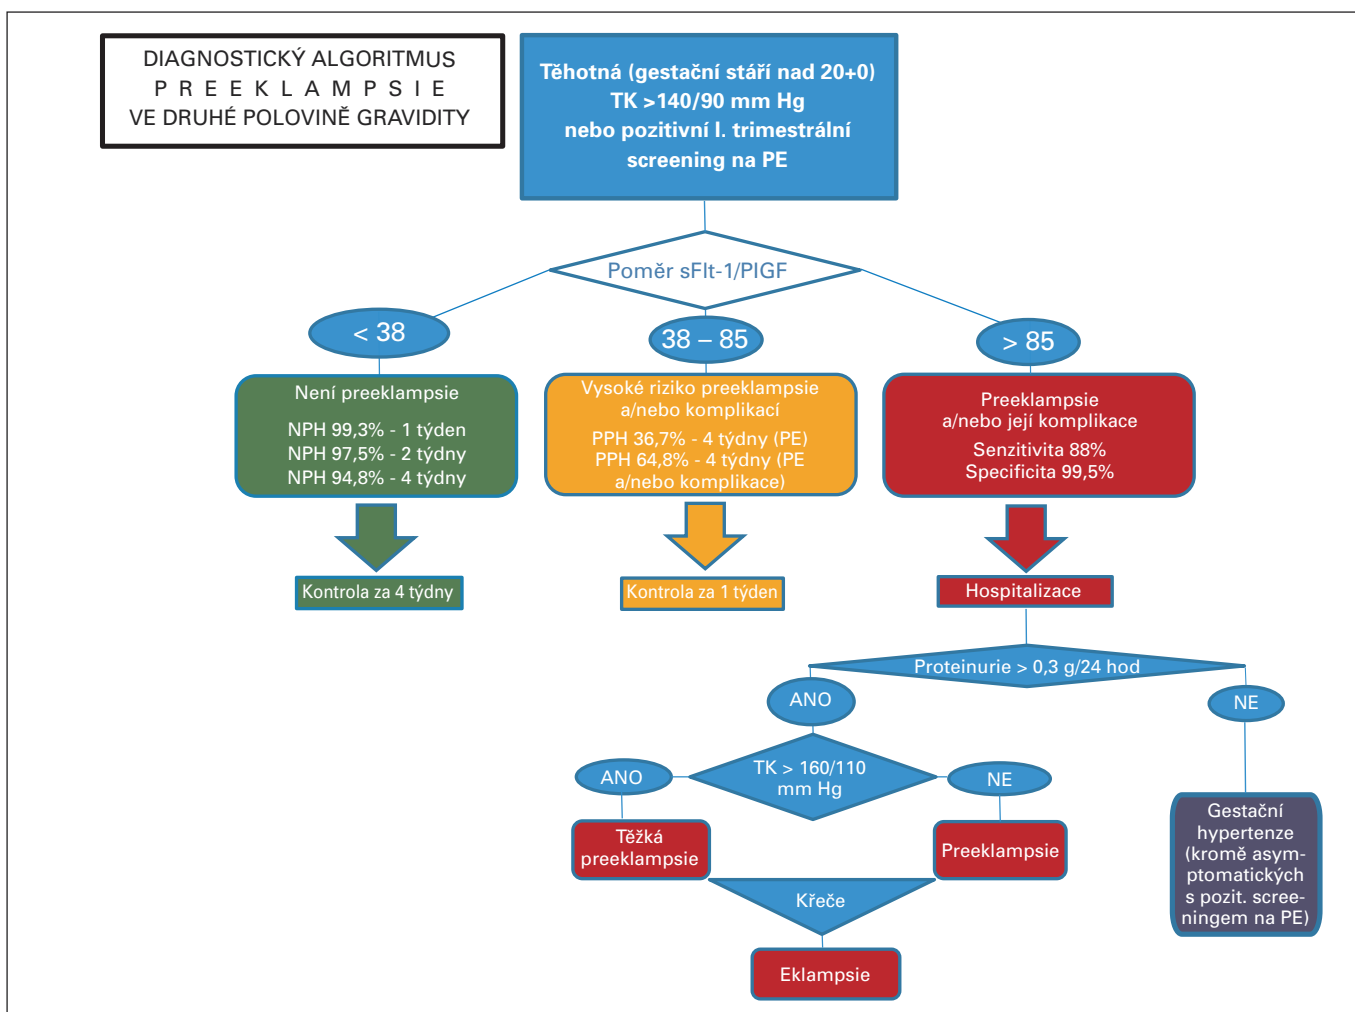 DIAGNOSTICKÝ ALGORITMUS
PREEKLAMPSIE
VE DRUHÉ POLOVINĚ GRAVIDITY
Těhotná (gestační stáří nad 20+0)
TK >140/90 mm Hg
nebo pozitivní I. trimestrální
screening na PE
Poměr sFlt-1/PlGF
< 38
38 – 85
> 85
Není preeklampsie
NPH 99,3% - 1 týden
NPH 97,5% - 2 týdny
NPH 94,8% - 4 týdny
Vysoké riziko preeklampsie
a/nebo komplikací
PPH 36,7% - 4 týdny (PE)
PPH 64,8% - 4 týdny (PE
a/nebo komplikace)
Preeklampsie
a/nebo její komplikace
Senzitivita 88%
Specificita 99,5%
Kontrola za 4 týdny
Kontrola za 1 týden
Hospitalizace
Proteinurie > 0,3 g/24 hod
ANO
NE
TK > 160/110
mm Hg
ANO
NE
Těžká
preeklampsie
Preeklampsie
Gestační
hypertenze
(kromě asym-
ptomatických
s pozit. scree-
ningem na PE)
Křeče
Eklampsie